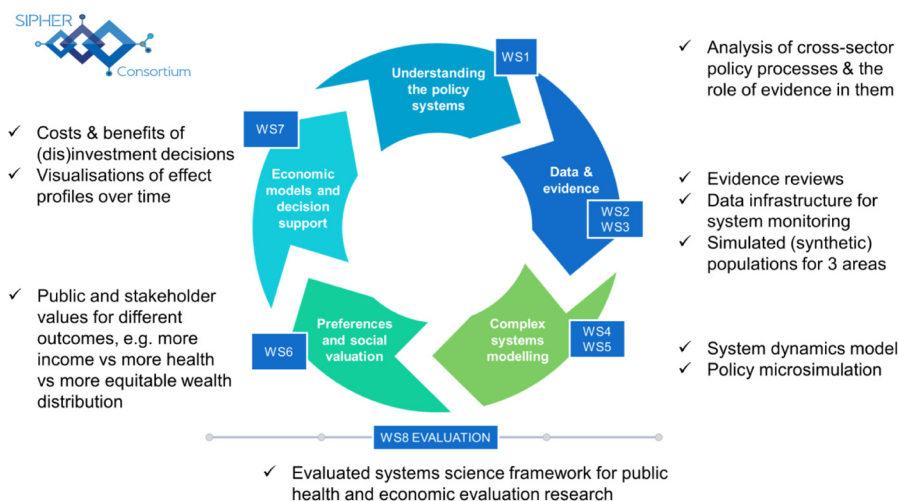 SIPHER
Consortium
WS1
Understanding
the policy
systems
✓ Analysis of cross-sector
policy processes & the
role of evidence in them
WS7
✓ Costs & benefits of
(dis)investment decisions
✓ Visualisations of effect
profiles over time
Economic
models and
decision
support
Data &
evidence
WS2
WS3
✓ Evidence reviews
✓ Data infrastructure for
system monitoring
✓ Simulated (synthetic)
populations for 3 areas
✓ Public and stakeholder
values for different
outcomes, e.g. more
income vs more health
vs more equitable wealth
distribution
WS6
Preferences
and social
valuation
Complex
systems
modelling
WS4
WS5
✓ System dynamics model
✓ Policy microsimulation
WS8 EVALUATION
✓ Evaluated systems science framework for public
health and economic evaluation research